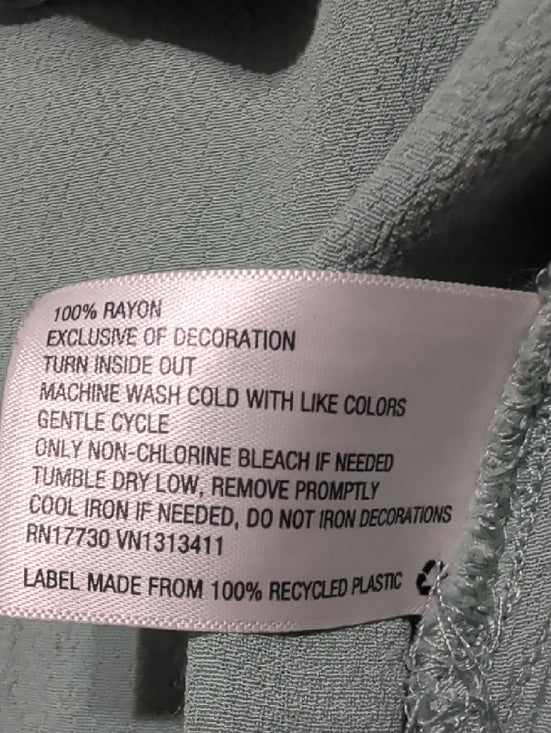 100% RAYON
EXCLUSIVE OF DECORATION
TURN INSIDE OUT
MACHINE WASH COLD WITH LIKE COLORS
GENTLE CYCLE
ONLY NON-CHLORINE BLEACH IF NEEDED
TUMBLE DRY LOW, REMOVE PROMPTLY
COOL IRON IF NEEDED, DO NOT IRON DECORATIONS
RN17730 VN1313411
LABEL MADE FROM 100% RECYCLED PLASTIC